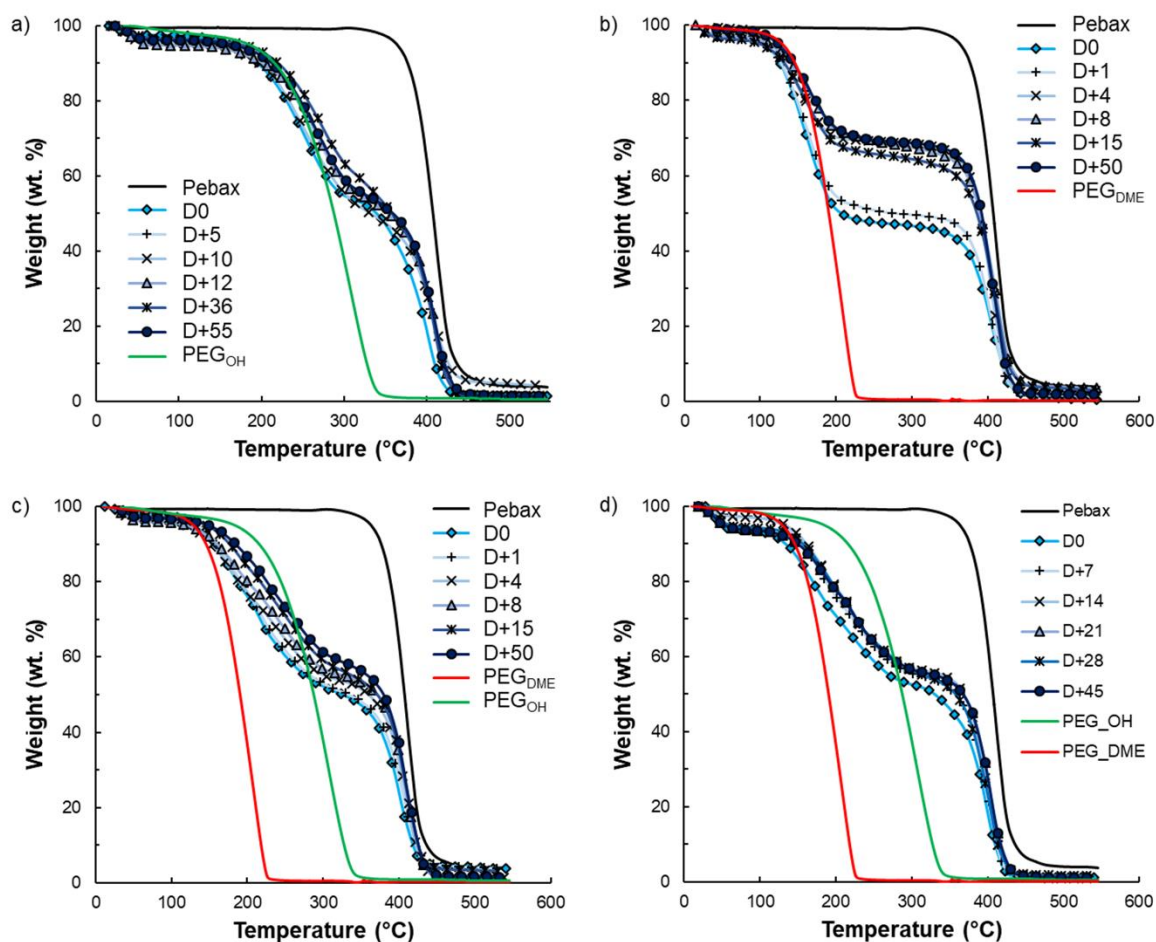 a)
100
80
60
40
20
0
Weight (wt. %)
Pebax
D0
D+5
D+10
D+12
D+36
D+55
PEGOH
0 100 200 300 400 500
Temperature (°C)
b)
100
80
60
40
20
0
Weight (wt. %)
Pebax
D0
D+1
D+4
D+8
D+15
D+50
PEGDME
0 100 200 300 400 500 600
Temperature (°C)
c)
100
80
60
40
20
0
Weight (wt. %)
Pebax
D0
D+1
D+4
D+8
D+15
D+50
PEGDME
PEGOH
0 100 200 300 400 500 600
Temperature (°C)
d)
100
80
60
40
20
0
Weight (wt. %)
Pebax
D0
D+7
D+14
D+21
D+28
D+45
PEG_OH
PEG_DME
0 100 200 300 400 500 600
Temperature (°C)